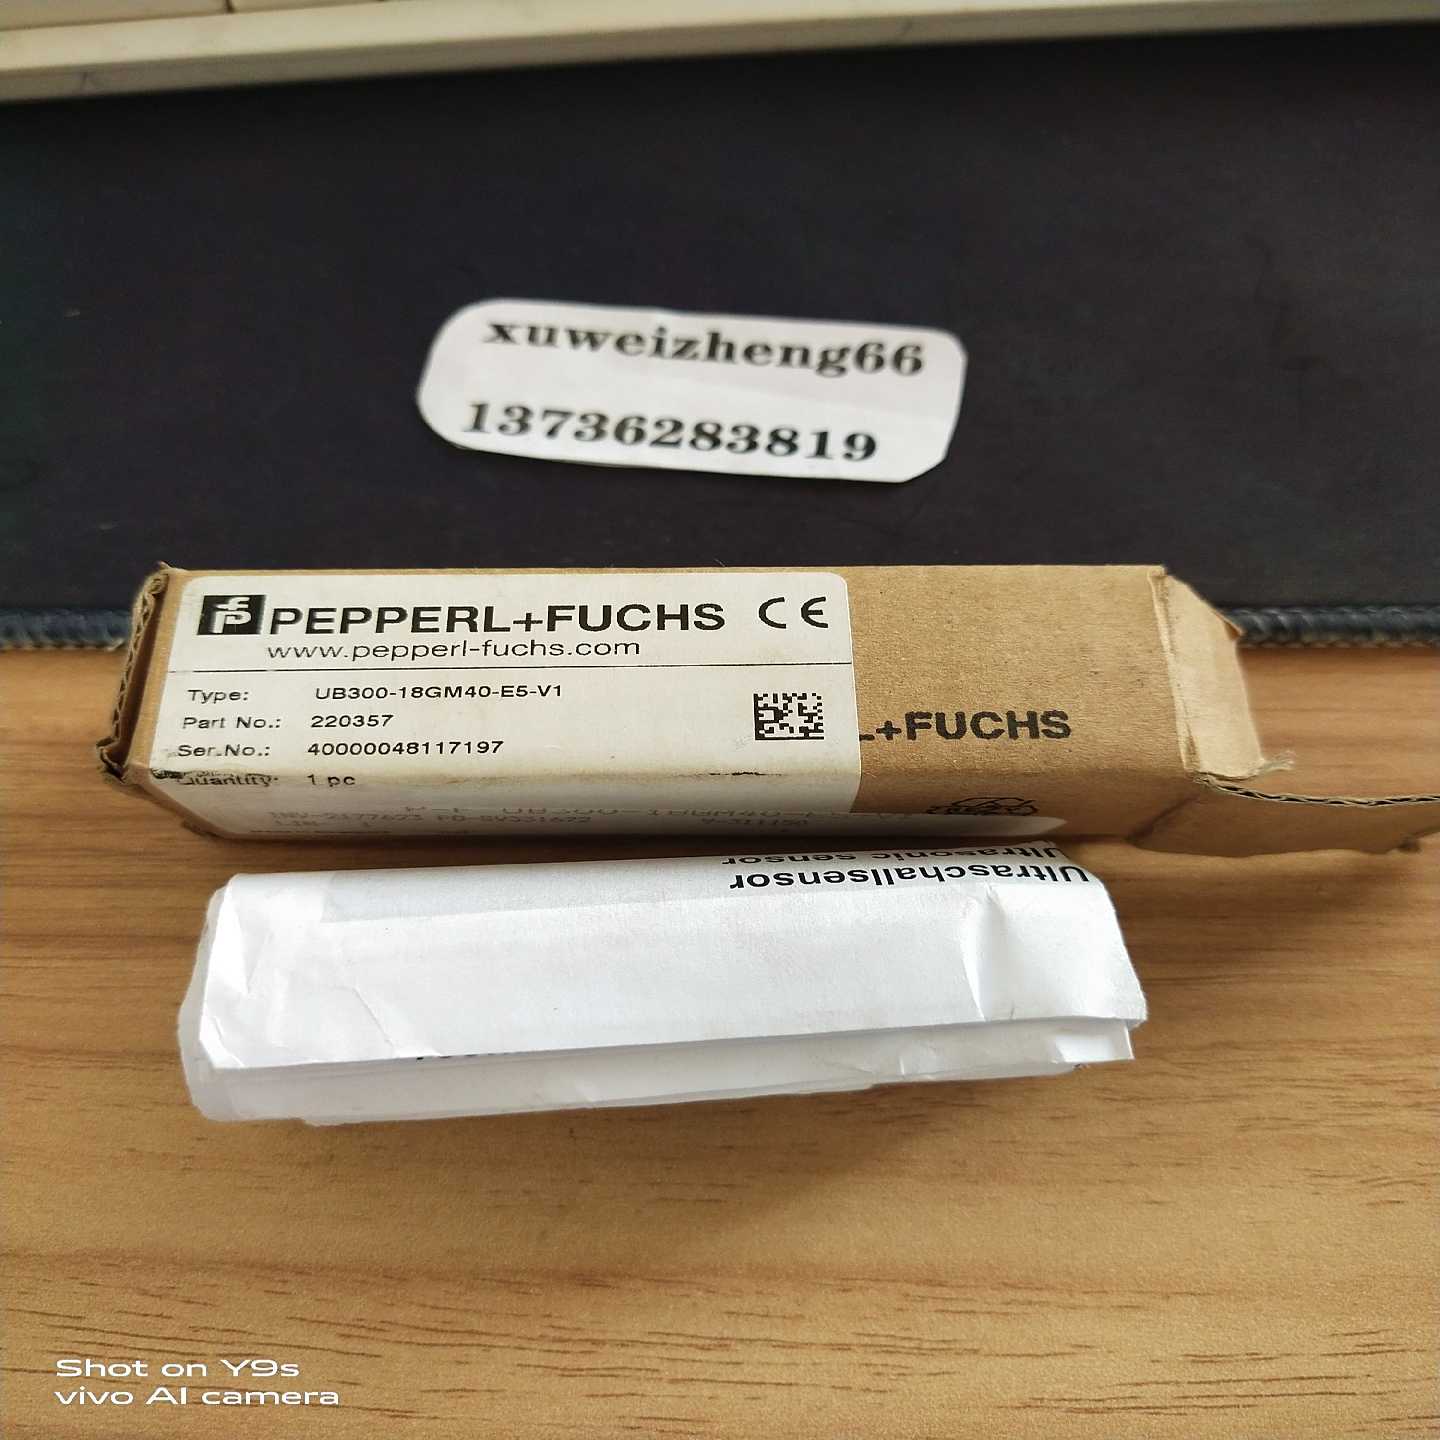 xuweizheng66
13736283819
PEPPERL+FUCHS CE
www.pepperl-fuchs.com
Type: UB300-18GM40-E5-V1
Part No.: 220357
Ser.No.: 40000048117197
Quantity: 1 pc
L+FUCHS
Ultrasonic sensor
Ultraschallsensor
Shot on Y9s
vivo AI camera